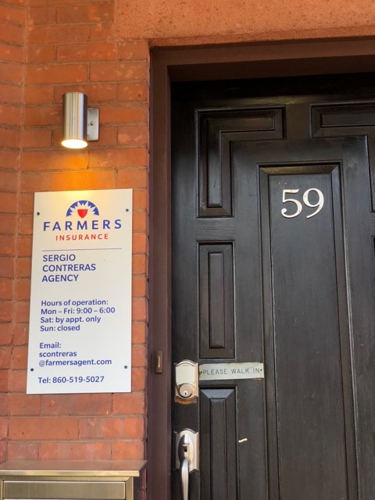 FARMERS
INSURANCE
SERGIO
CONTRERAS
AGENCY
Hours of operation:
Mon – Fri: 9:00 – 6:00
Sat: by appt. only
Sun: closed
Email:
scontreras
@farmersagent.com
Tel: 860-519-5027
59
PLEASE WALK IN